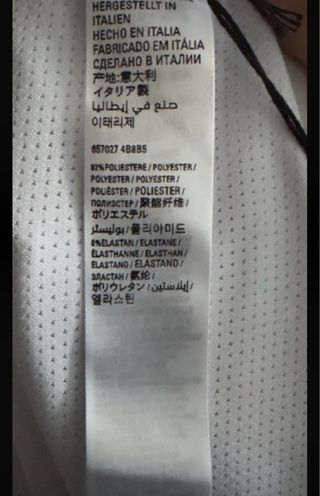 HERGESTELLT IN
ITALIEN
HECHO EN ITALIA
FABRICADO EM ITÁLIA
СДЕЛАНО В ИТАЛИИ
产地:意大利
イタリア製
صنع في إيطاليا
이태리제
657027 4B8B5
92%POLIESTERE / POLYESTER /
POLYESTER / POLYESTER /
POLIÉSTER / POLIESTER /
ПОЛИЭСТЕР / 聚酯纤维 /
ポリエステル
بوليستر / 폴리아미드
8%ELASTAN / ELASTANE /
ÉLASTHANNE / ELASTHAN /
ELASTANO / ELASTANO /
ЭЛАСТАН / 氨纶 /
ポリウレタン / إيلاستين /
엘라스틴